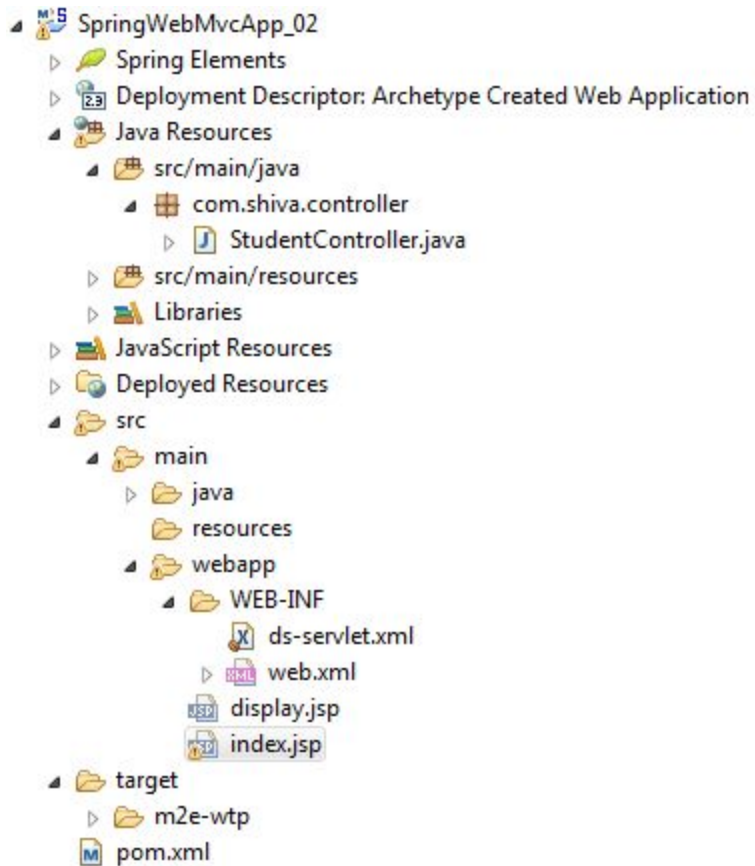 SpringWebMvcApp_02
Spring Elements
Deployment Descriptor: Archetype Created Web Application
Java Resources
src/main/java
com.shiva.controller
StudentController.java
src/main/resources
Libraries
JavaScript Resources
Deployed Resources
src
main
java
resources
webapp
WEB-INF
ds-servlet.xml
web.xml
display.jsp
index.jsp
target
m2e-wtp
pom.xml